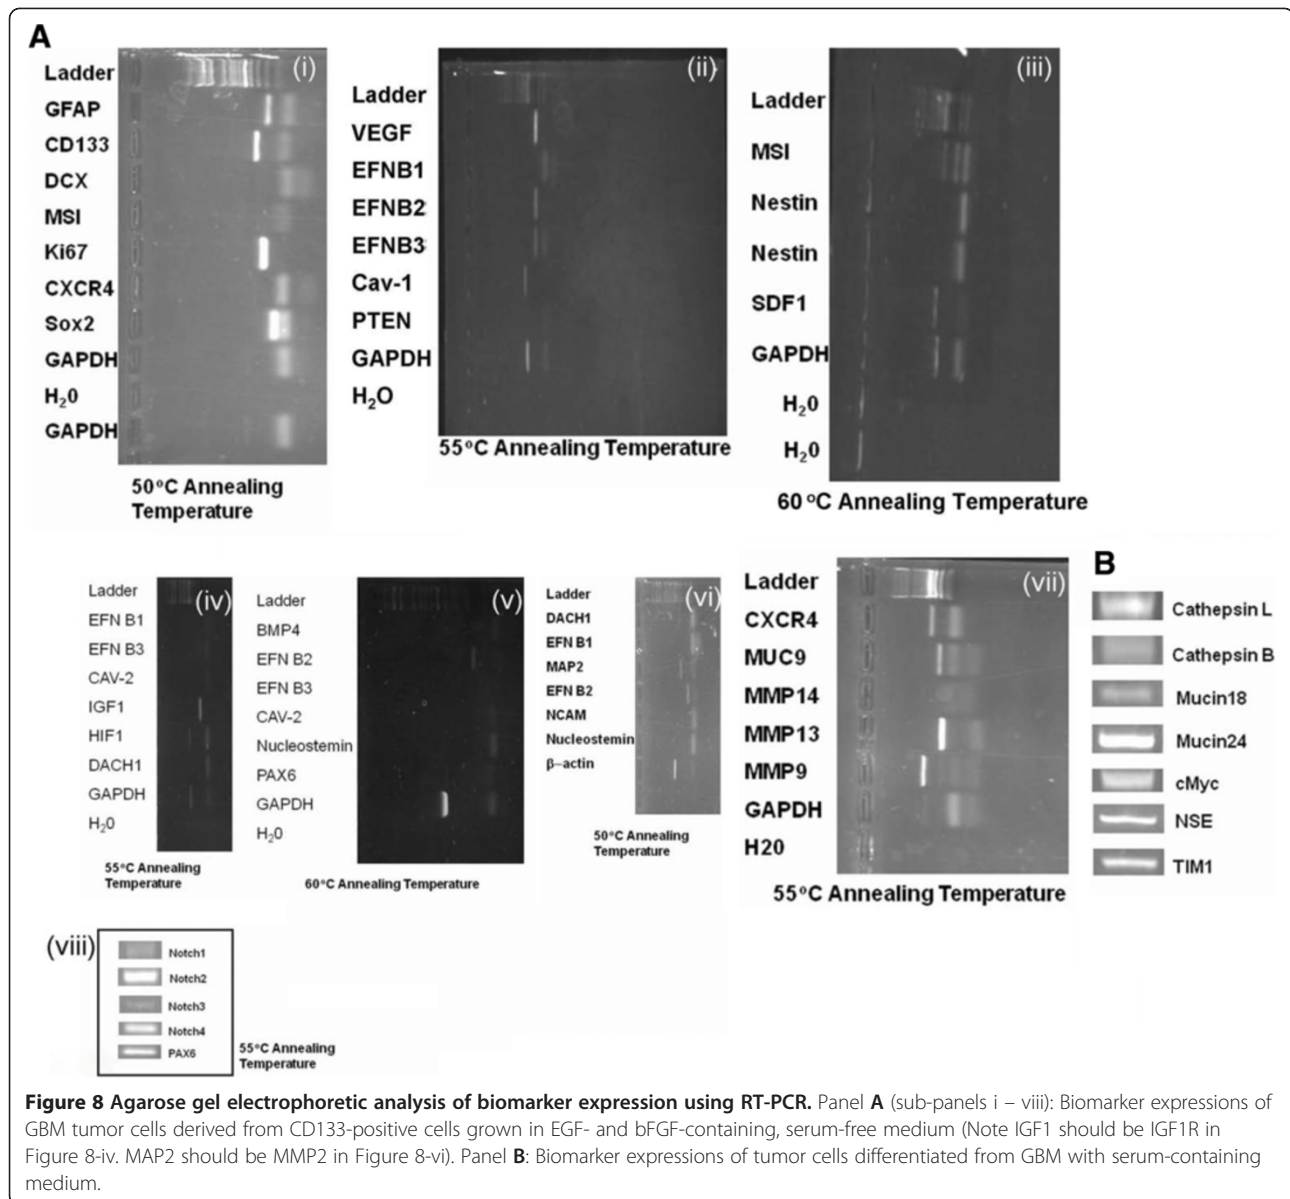 A
(i)
Ladder
GFAP
CD133
DCX
MSI
Ki67
CXCR4
Sox2
GAPDH
H₂0
GAPDH
50°C Annealing
Temperature
(ii)
Ladder
VEGF
EFNB1
EFNB2
EFNB3
Cav-1
PTEN
GAPDH
H₂O
55°C Annealing Temperature
(iii)
Ladder
MSI
Nestin
Nestin
SDF1
GAPDH
H₂0
H₂0
60°C Annealing Temperature
(iv)
Ladder
EFN B1
EFN B3
CAV-2
IGF1
HIF1
DACH1
GAPDH
H₂0
55°C Annealing
Temperature
(v)
Ladder
BMP4
EFN B2
EFN B3
CAV-2
Nucleostemin
PAX6
GAPDH
H₂0
60°C Annealing Temperature
(vi)
Ladder
DACH1
EFN B1
MAP2
EFN B2
NCAM
Nucleostemin
β–actin
50°C Annealing
Temperature
(vii)
Ladder
CXCR4
MUC9
MMP14
MMP13
MMP9
GAPDH
H20
55°C Annealing Temperature
B
Cathepsin L
Cathepsin B
Mucin18
Mucin24
cMyc
NSE
TIM1
(viii)
Notch1
Notch2
Notch3
Notch4
PAX6
55°C Annealing
Temperature
Figure 8 Agarose gel electrophoretic analysis of biomarker expression using RT-PCR. Panel A (sub-panels i – viii): Biomarker expressions of
GBM tumor cells derived from CD133-positive cells grown in EGF- and bFGF-containing, serum-free medium (Note IGF1 should be IGF1R in
Figure 8-iv. MAP2 should be MMP2 in Figure 8-vi). Panel B: Biomarker expressions of tumor cells differentiated from GBM with serum-containing
medium.